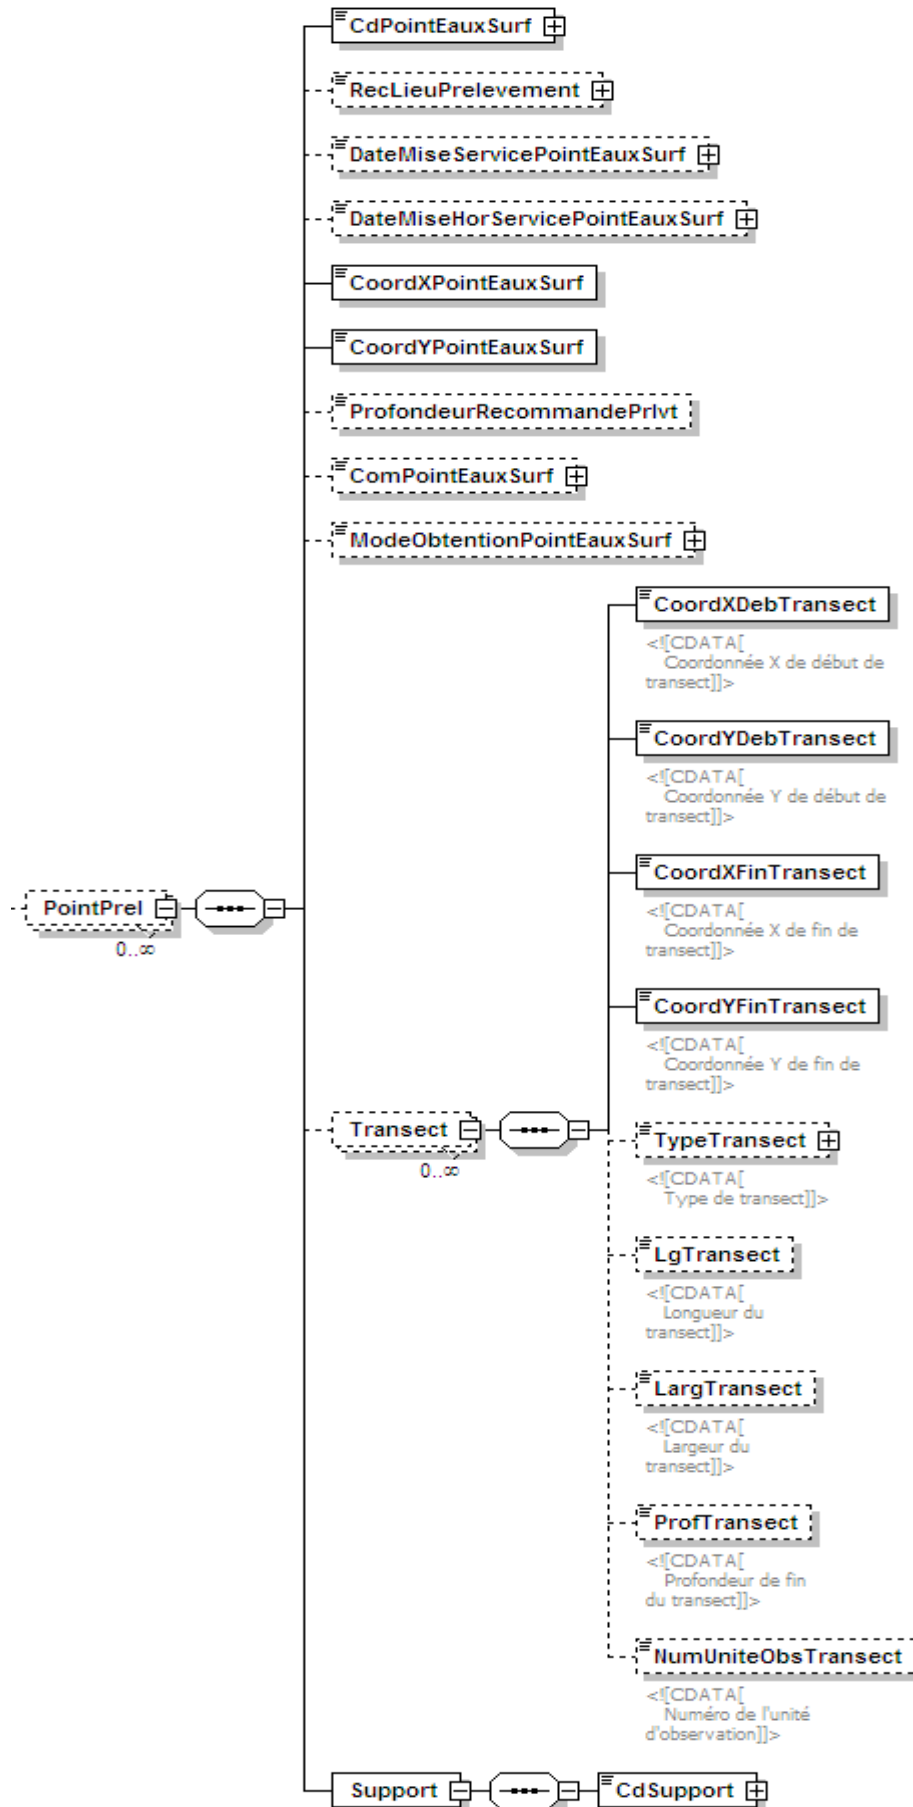 CdPointEauxSurf
RecLieuPrelevement
DateMiseServicePointEauxSurf
DateMiseHorServicePointEauxSurf
CoordXPointEauxSurf
CoordYPointEauxSurf
ProfondeurRecommandePrlvt
ComPointEauxSurf
ModeObtentionPointEauxSurf
CoordXDebTransect
<![CDATA[
Coordonnée X de début de
transect]]>
CoordYDebTransect
<![CDATA[
Coordonnée Y de début de
transect]]>
CoordXFinTransect
<![CDATA[
Coordonnée X de fin de
transect]]>
PointPrel
0..∞
CoordYFinTransect
<![CDATA[
Coordonnée Y de fin de
transect]]>
Transect
0..∞
TypeTransect
<![CDATA[
Type de transect]]>
LgTransect
<![CDATA[
Longueur du
transect]]>
LargTransect
<![CDATA[
Largeur du
transect]]>
ProfTransect
<![CDATA[
Profondeur de fin
du transect]]>
NumUniteObsTransect
<![CDATA[
Numéro de l'unité
d'observation]]>
Support
CdSupport